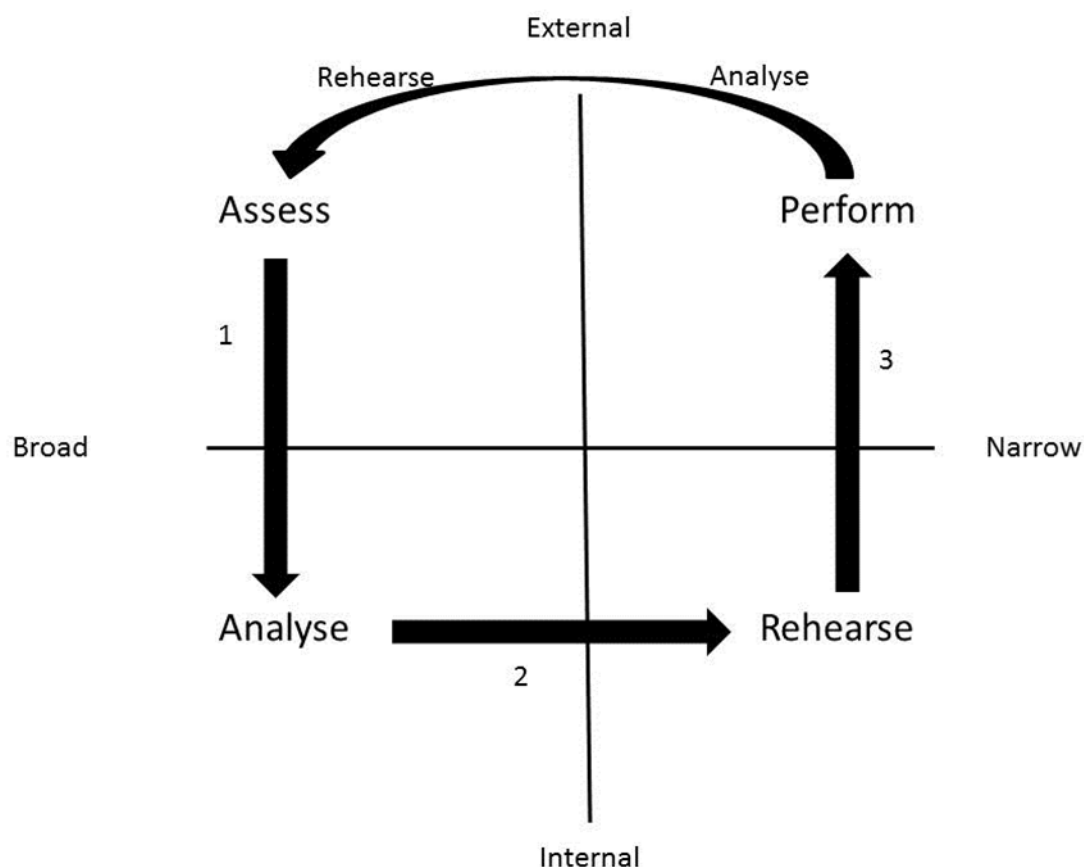 External
Rehearse
Analyse
Assess
Perform
1
3
Broad
Narrow
Analyse
Rehearse
2
Internal